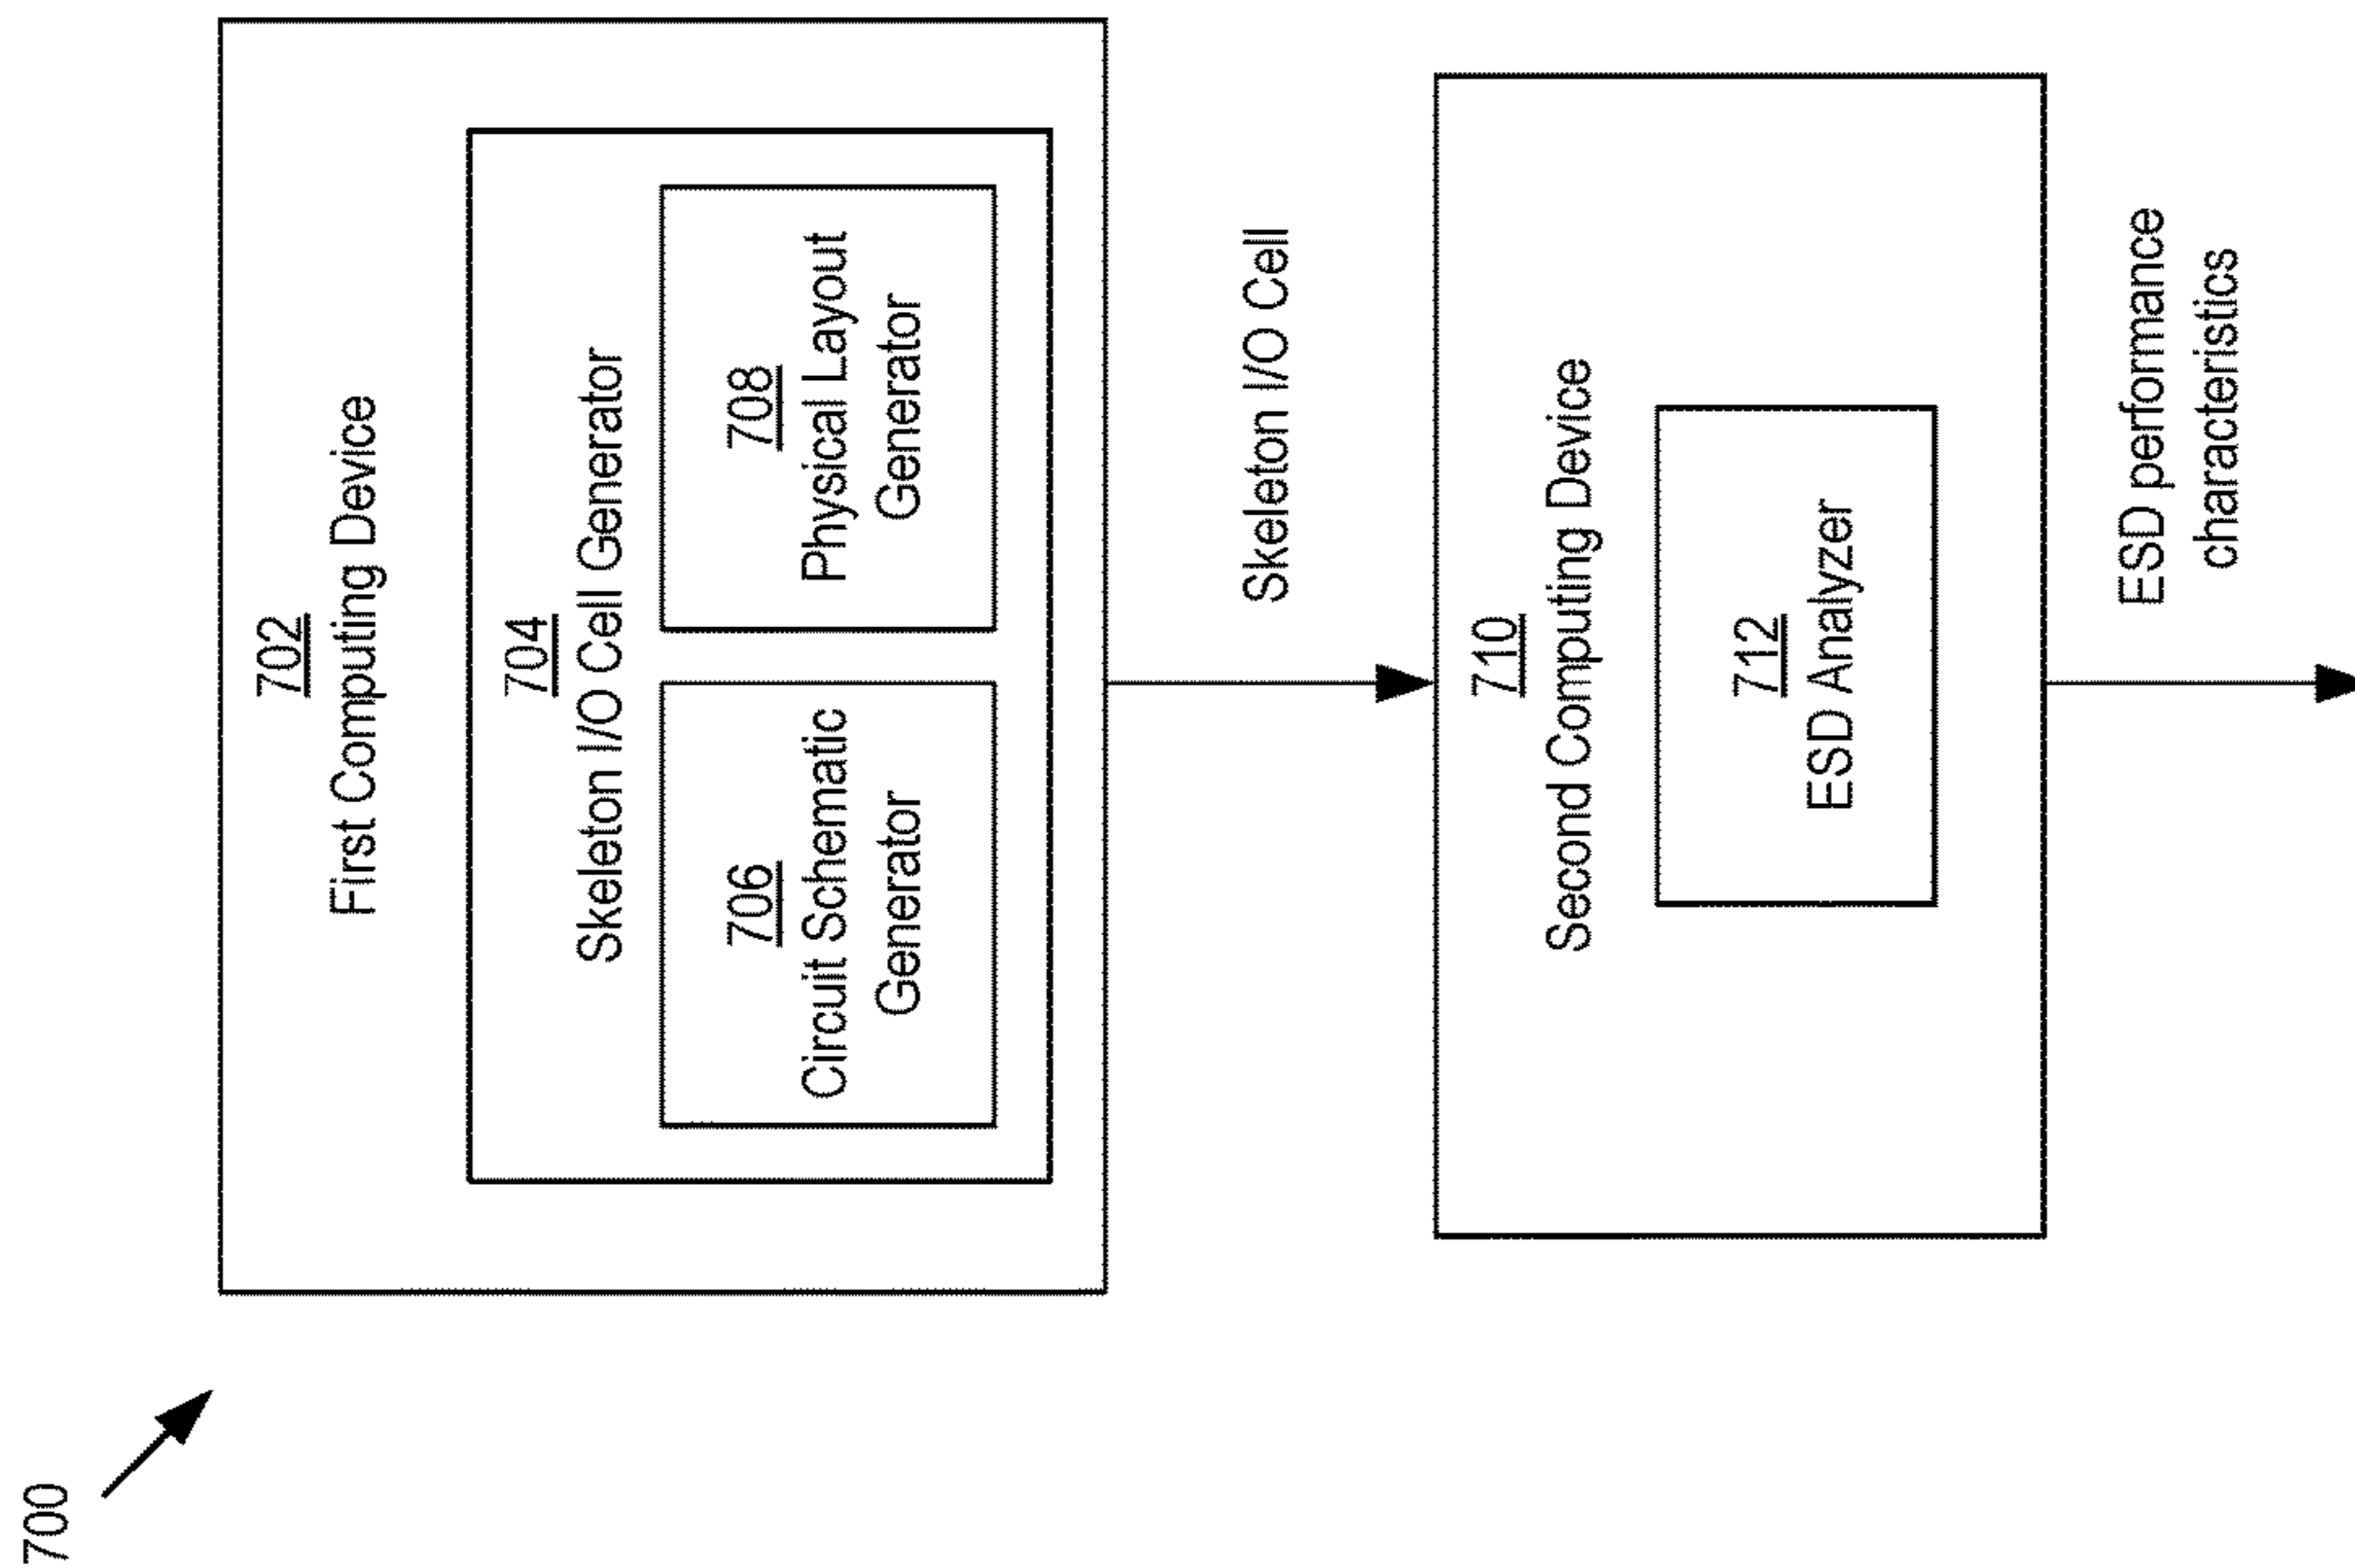 700
702
First Computing Device
704
Skeleton I/O Cell Generator
706
Circuit Schematic
Generator
708
Physical Layout
Generator
Skeleton I/O Cell
710
Second Computing Device
712
ESD Analyzer
ESD performance
characteristics